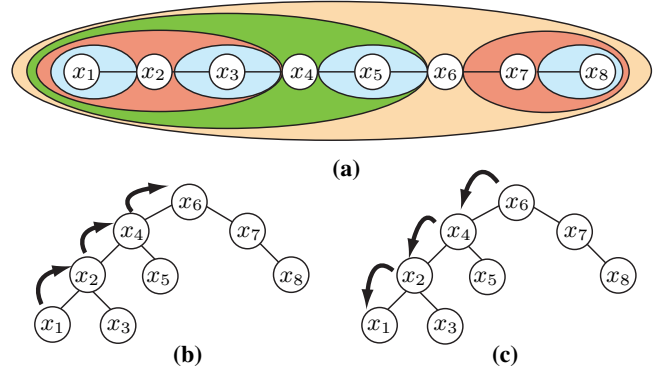 x1 x2 x3 x4 x5 x6 x7 x8
(a)
x6 x6
x4 x7 x4 x7
x2 x5 x8 x2 x5 x8
x1 x3 x1 x3
(b) (c)